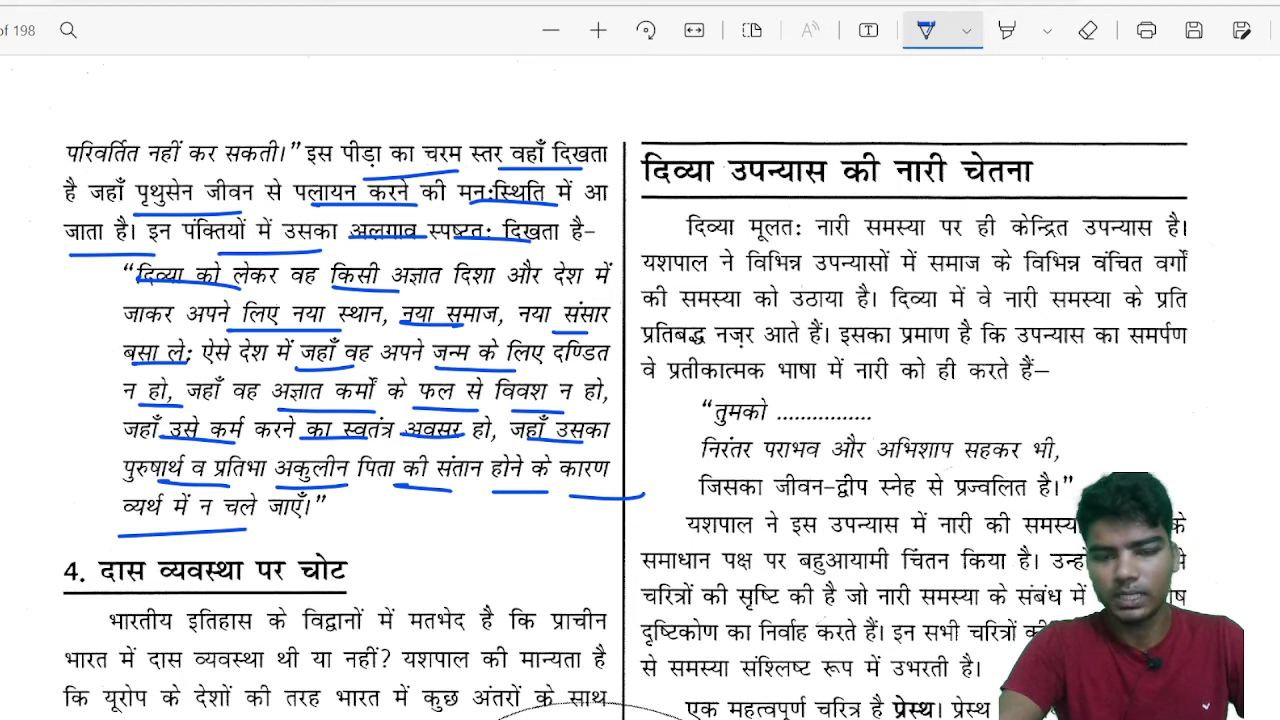 of 198
परिवर्तित नहीं कर सकती।” इस पीड़ा का चरम स्तर वहाँ दिखता
है जहाँ पृथुसेन जीवन से पलायन करने की मनःस्थिति में आ
जाता है। इन पंक्तियों में उसका अलगाव स्पष्टतः दिखता है–
“दिव्या को लेकर वह किसी अज्ञात दिशा और देश में
जाकर अपने लिए नया स्थान, नया समाज, नया संसार
बसा ले; ऐसे देश में जहाँ वह अपने जन्म के लिए दण्डित
न हो, जहाँ वह अज्ञात कर्मों के फल से विवश न हो,
जहाँ उसे कर्म करने का स्वतंत्र अवसर हो, जहाँ उसका
पुरुषार्थ व प्रतिभा अकुलीन पिता की संतान होने के कारण
व्यर्थ में न चले जाएँ।”
4. दास व्यवस्था पर चोट
भारतीय इतिहास के विद्वानों में मतभेद है कि प्राचीन
भारत में दास व्यवस्था थी या नहीं? यशपाल की मान्यता है
कि यूरोप के देशों की तरह भारत में कुछ अंतरों के साथ
दिव्या उपन्यास की नारी चेतना
दिव्या मूलतः नारी समस्या पर ही केन्द्रित उपन्यास है।
यशपाल ने विभिन्न उपन्यासों में समाज के विभिन्न वंचित वर्गों
की समस्या को उठाया है। दिव्या में वे नारी समस्या के प्रति
प्रतिबद्ध नज़र आते हैं। इसका प्रमाण है कि उपन्यास का समर्पण
वे प्रतीकात्मक भाषा में नारी को ही करते हैं–
“तुमको ................
निरंतर पराभव और अभिशाप सहकर भी,
जिसका जीवन-द्वीप स्नेह से प्रज्वलित है।”
यशपाल ने इस उपन्यास में नारी की के
समाधान पक्ष पर बहुआयामी चिंतन किया है।
चरित्रों की सृष्टि की है जो नारी समस्या के संबंध में
दृष्टिकोण का निर्वाह करते हैं। इन सभी चरित्रों
से समस्या संश्लिष्ट रूप में उभरती है।
एक महत्वपूर्ण चरित्र है प्रेस्थ। प्रेस्थ